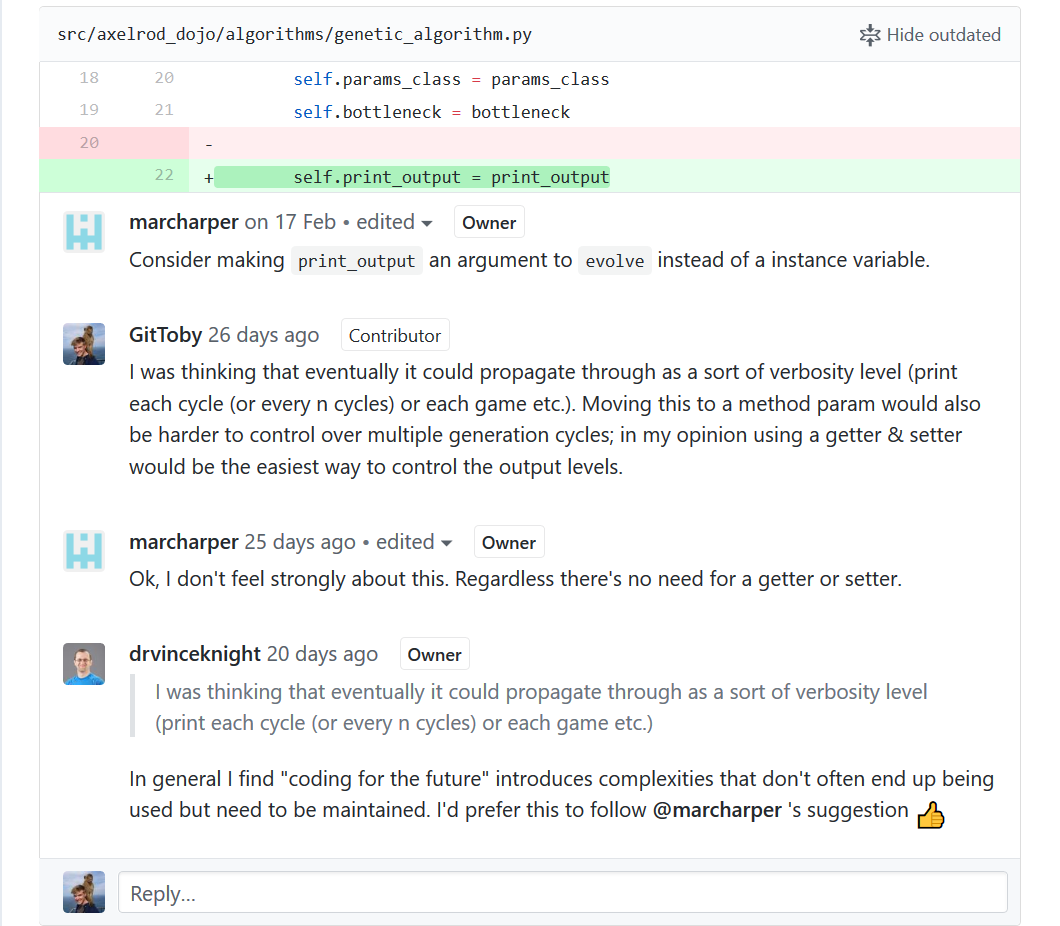 src/axelrod_dojo/algorithms/genetic_algorithm.py Hide outdated
18 20 self.params_class = params_class
19 21 self.bottleneck = bottleneck
20 -
22 + self.print_output = print_output
marcharper on 17 Feb • edited Owner
Consider making print_output an argument to evolve instead of a instance variable.
GitToby 26 days ago Contributor
I was thinking that eventually it could propagate through as a sort of verbosity level (print
each cycle (or every n cycles) or each game etc.). Moving this to a method param would also
be harder to control over multiple generation cycles; in my opinion using a getter & setter
would be the easiest way to control the output levels.
marcharper 25 days ago • edited Owner
Ok, I don't feel strongly about this. Regardless there's no need for a getter or setter.
drvinceknight 20 days ago Owner
I was thinking that eventually it could propagate through as a sort of verbosity level
(print each cycle (or every n cycles) or each game etc.)
In general I find "coding for the future" introduces complexities that don't often end up being
used but need to be maintained. I'd prefer this to follow @marcharper 's suggestion 👍
Reply...